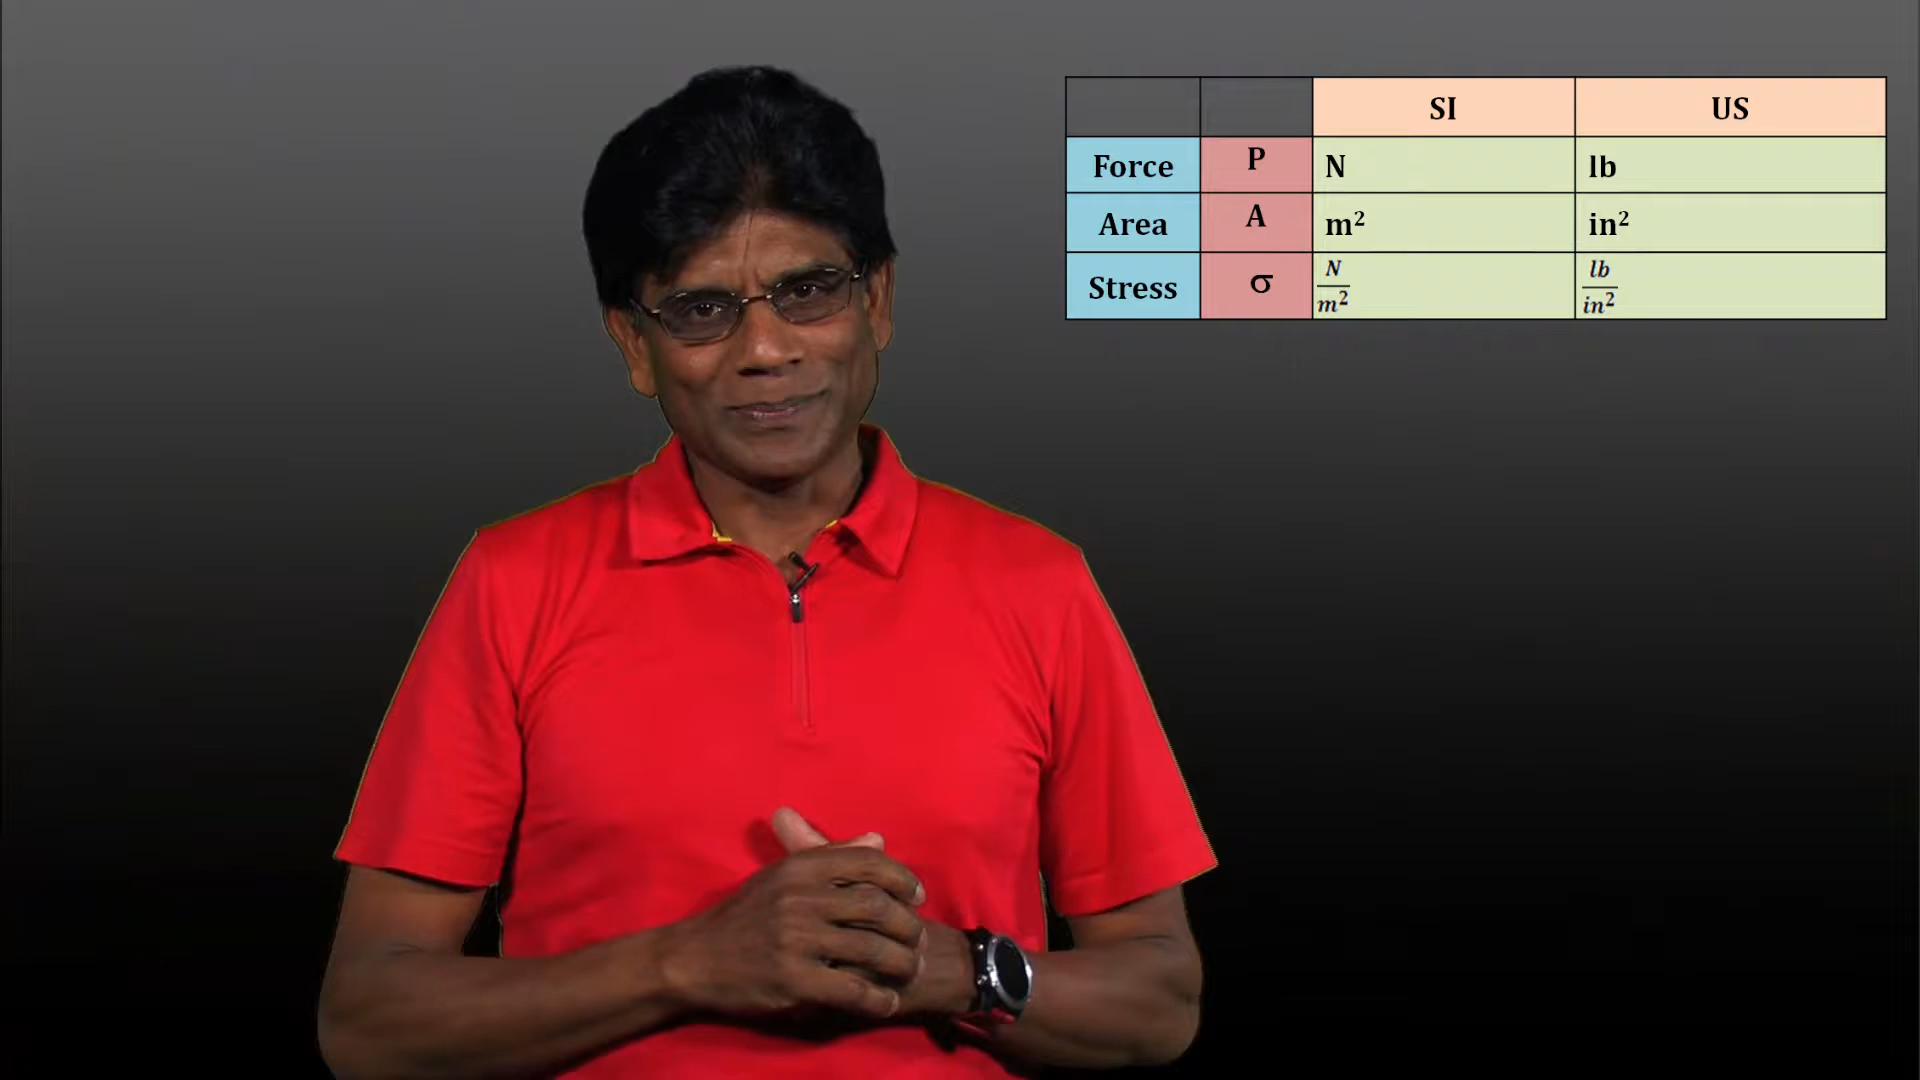 SI US
Force P N lb
Area A m² in²
Stress σ N/m² lb/in²